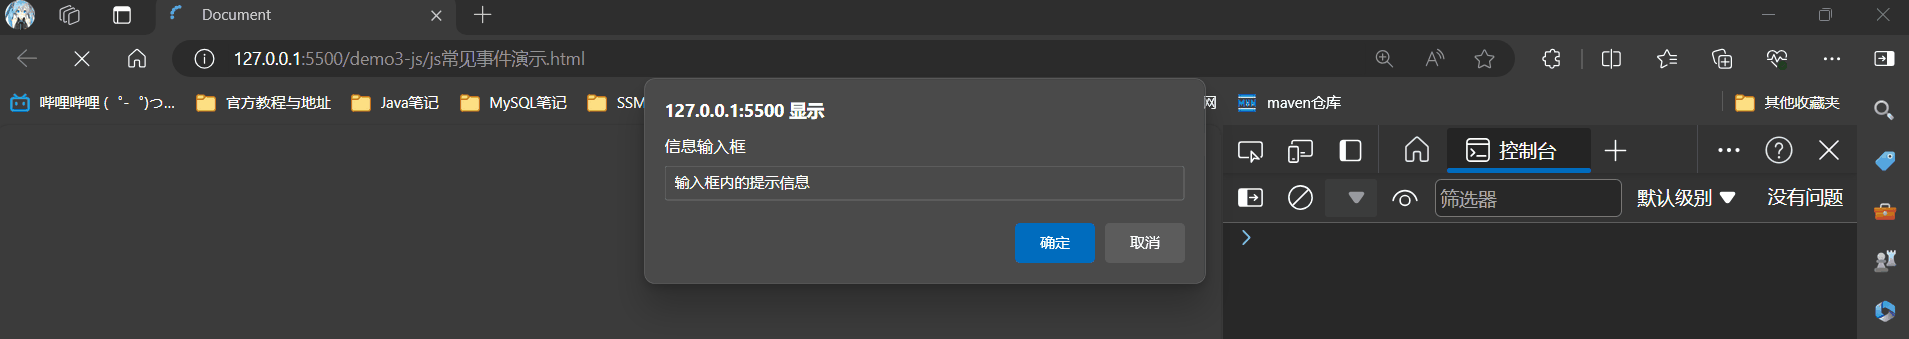 Document
127.0.0.1:5500/demo3-js/js常见事件演示.html
哔哩哔哩 ( ゜- ゜)つ... 官方教程与地址 Java笔记 MySQL笔记 SSM 网 maven仓库 其他收藏夹
127.0.0.1:5500 显示
信息输入框
输入框内的提示信息
确定 取消
控制台
筛选器 默认级别 没有问题